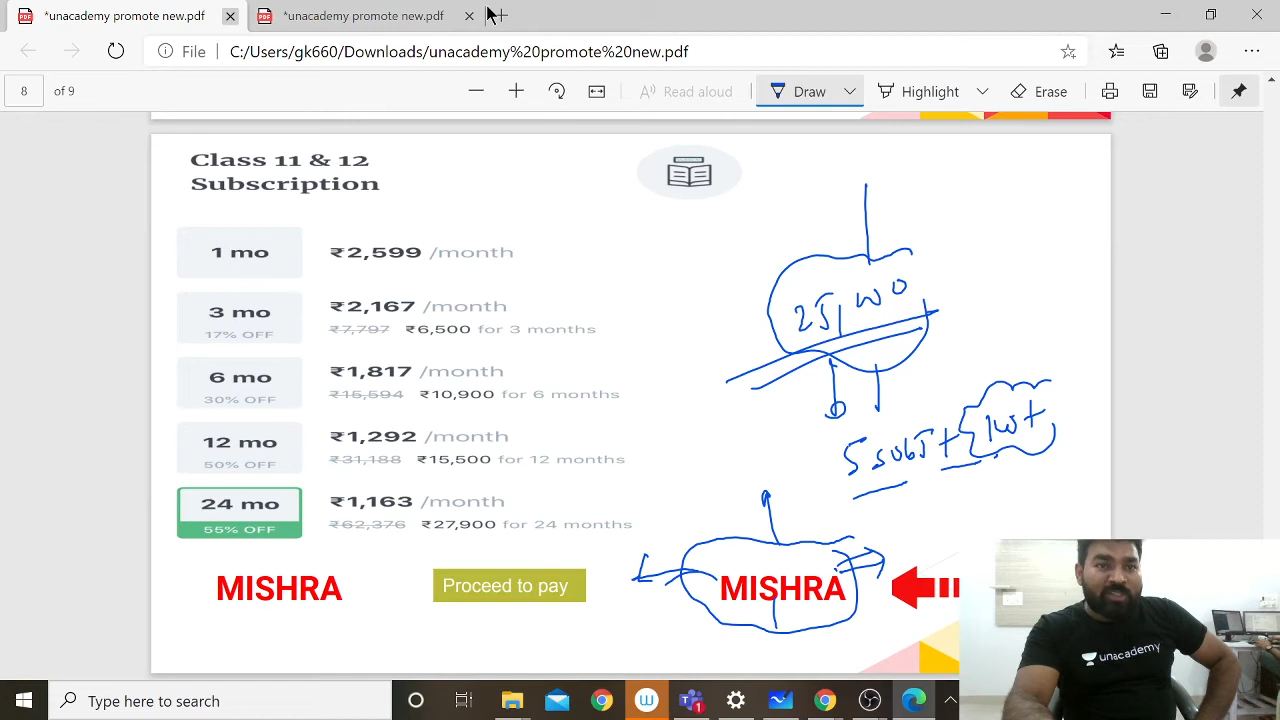 *unacademy promote new.pdf
*unacademy promote new.pdf
File
C:/Users/gk660/Downloads/unacademy%20promote%20new.pdf
8 of 9
Read aloud
Draw
Highlight
Erase
Class 11 & 12
Subscription
1 mo
₹2,599 /month
3 mo
17% OFF
₹2,167 /month
₹7,797 ₹6,500 for 3 months
6 mo
30% OFF
₹1,817 /month
₹15,594 ₹10,900 for 6 months
12 mo
50% OFF
₹1,292 /month
₹31,188 ₹15,500 for 12 months
24 mo
55% OFF
₹1,163 /month
₹62,376 ₹27,900 for 24 months
MISHRA
Proceed to pay
MISHRA
unacademy
Type here to search